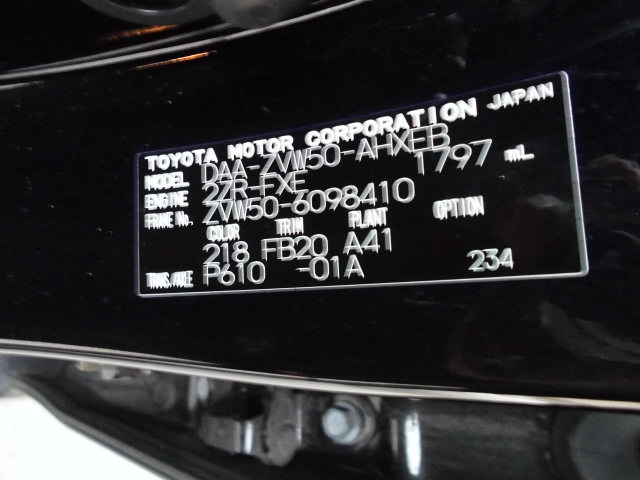 TOYOTA MOTOR CORPORATION JAPAN
MODEL DAA-ZVW50-AHXEB
ENGINE 2ZR-FXE 1797 mL
FRAME No. ZVW50-6098410
COLOR TRIM PLANT OPTION
218 FB20 A41
TRANS./AXLE P610 -01A 234